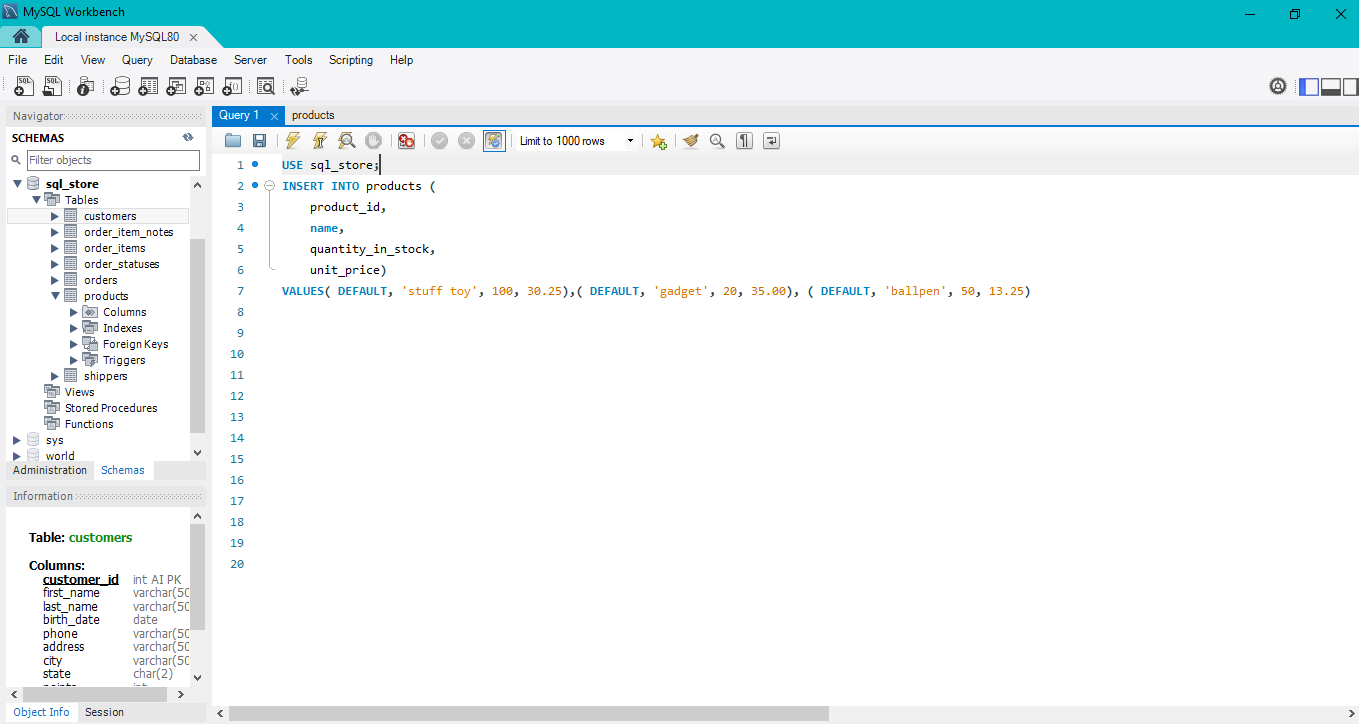 MySQL Workbench
Local instance MySQL80
File Edit View Query Database Server Tools Scripting Help
Navigator
SCHEMAS
Filter objects
sql_store
Tables
customers
order_item_notes
order_items
order_statuses
orders
products
Columns
Indexes
Foreign Keys
Triggers
shippers
Views
Stored Procedures
Functions
sys
world
Administration Schemas
Information
Table: customers
Columns:
customer_id int AI PK
first_name varchar(50
last_name varchar(50
birth_date date
phone varchar(50
address varchar(50
city varchar(50
state char(2)
Object Info Session
Query 1 products
Limit to 1000 rows
1 USE sql_store;
2 INSERT INTO products (
3 product_id,
4 name,
5 quantity_in_stock,
6 unit_price)
7 VALUES( DEFAULT, 'stuff toy', 100, 30.25),( DEFAULT, 'gadget', 20, 35.00), ( DEFAULT, 'ballpen', 50, 13.25)
8
9
10
11
12
13
14
15
16
17
18
19
20